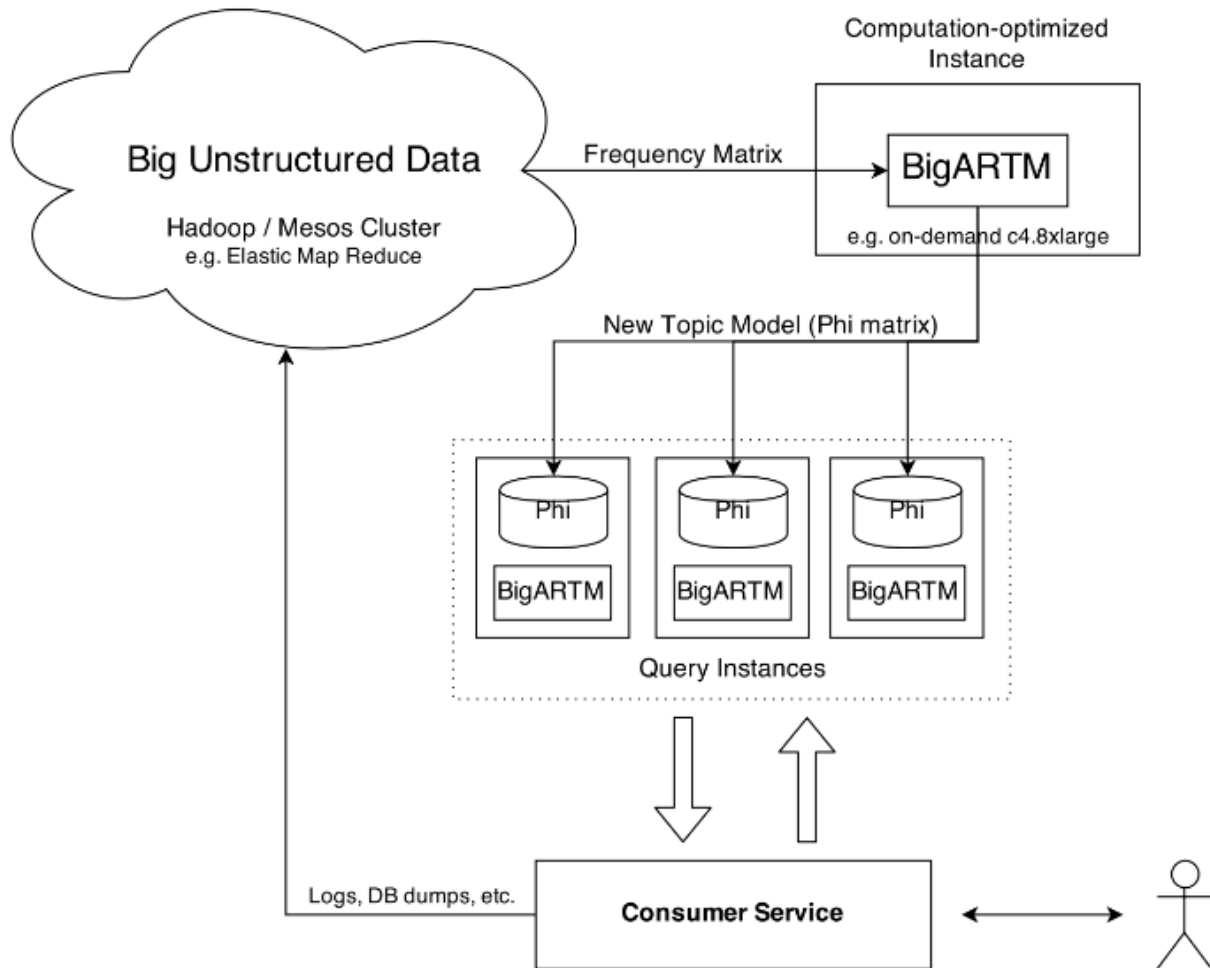 Computation-optimized
Instance
Big Unstructured Data
Hadoop / Mesos Cluster
e.g. Elastic Map Reduce
Frequency Matrix
BigARTM
e.g. on-demand c4.8xlarge
New Topic Model (Phi matrix)
Phi
Phi
Phi
BigARTM
BigARTM
BigARTM
Query Instances
Logs, DB dumps, etc.
Consumer Service